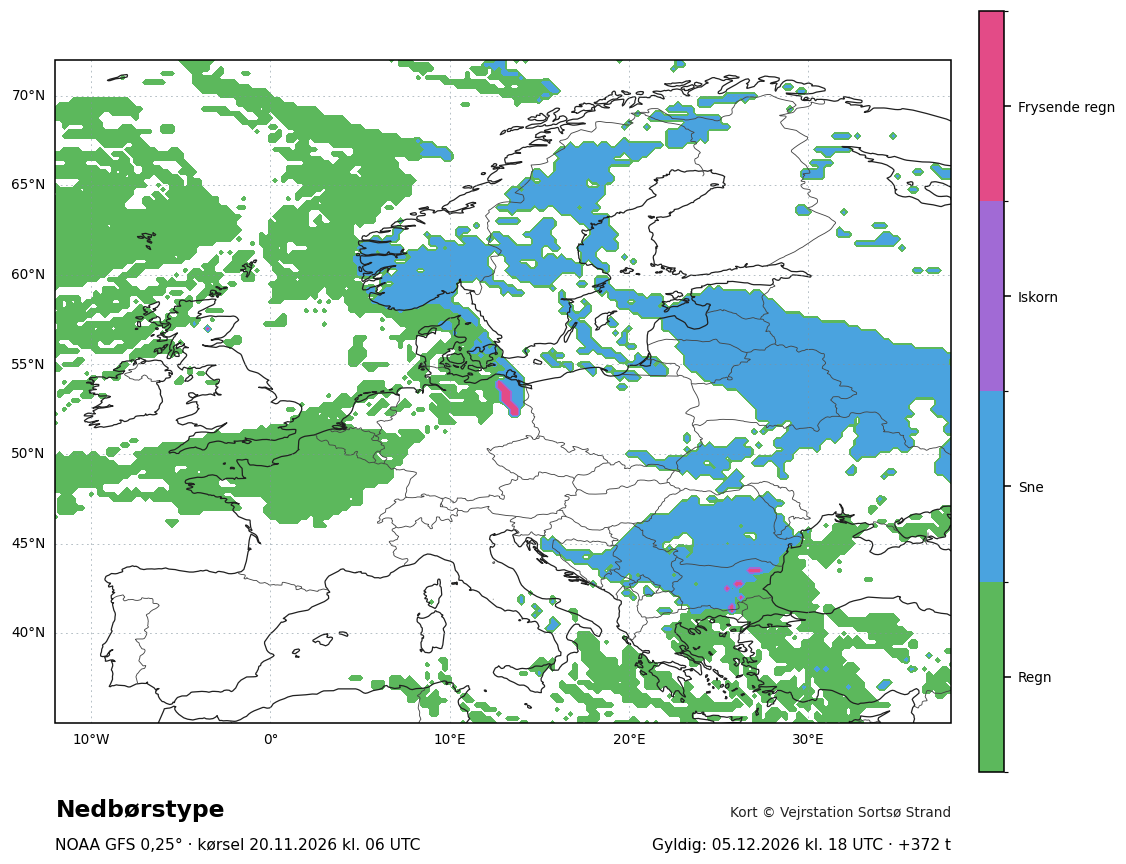 70°N
65°N
60°N
55°N
50°N
45°N
40°N
10°W
0°
10°E
20°E
30°E
Frysende regn
Iskorn
Sne
Regn
Nedbørstype
Kort © Vejrstation Sortsø Strand
NOAA GFS 0,25° · kørsel 20.11.2026 kl. 06 UTC
Gyldig: 05.12.2026 kl. 18 UTC · +372 t